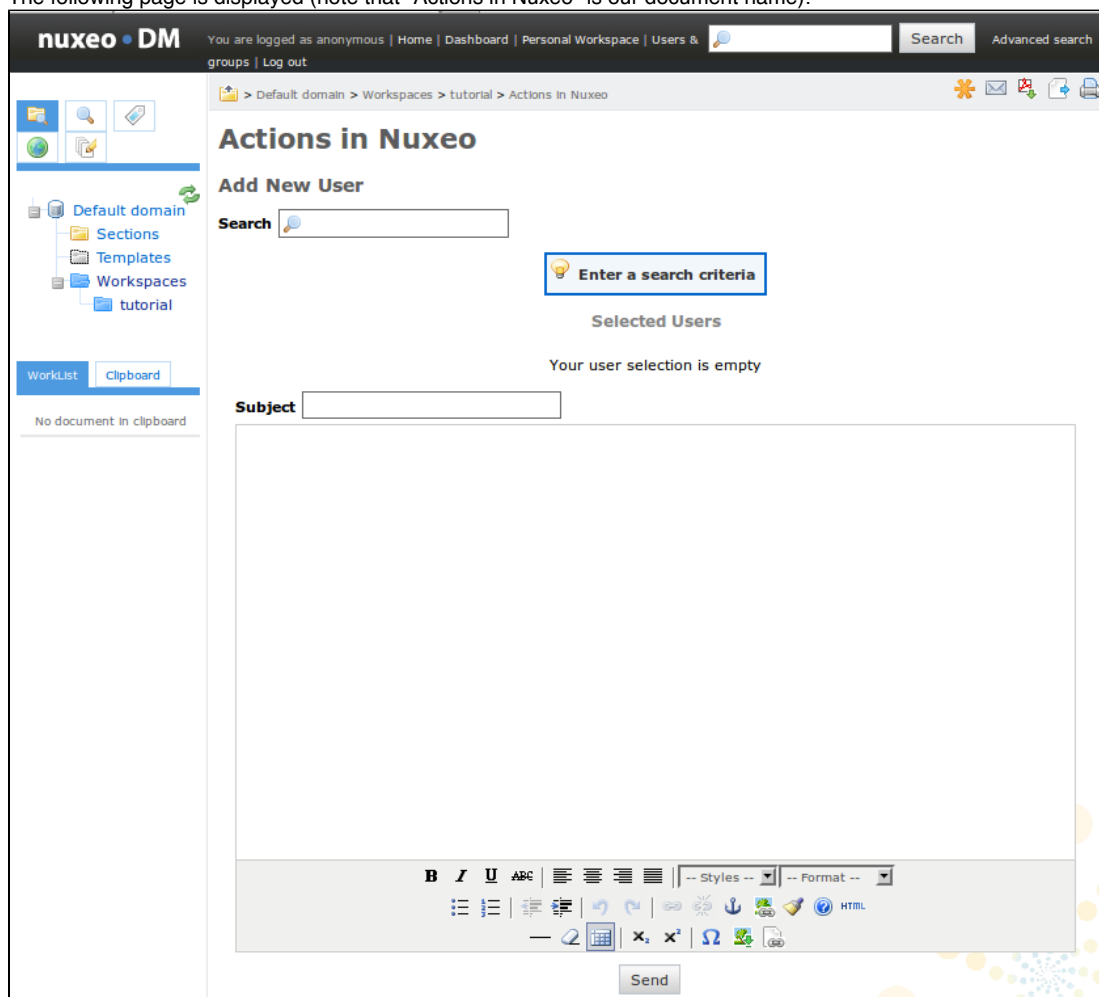 The following page is displayed (note that "Actions in Nuxeo" is our document name):
nuxeo DM
You are logged as anonymous | Home | Dashboard | Personal Workspace | Users &
groups | Log out
Search
Advanced search
> Default domain > Workspaces > tutorial > Actions in Nuxeo
Actions in Nuxeo
Add New User
Search
Enter a search criteria
Selected Users
Your user selection is empty
Default domain
Sections
Templates
Workspaces
tutorial
WorkList
Clipboard
No document in clipboard
Subject
B I U ABC -- Styles -- -- Format --
HTML
x₂ x² Ω
Send